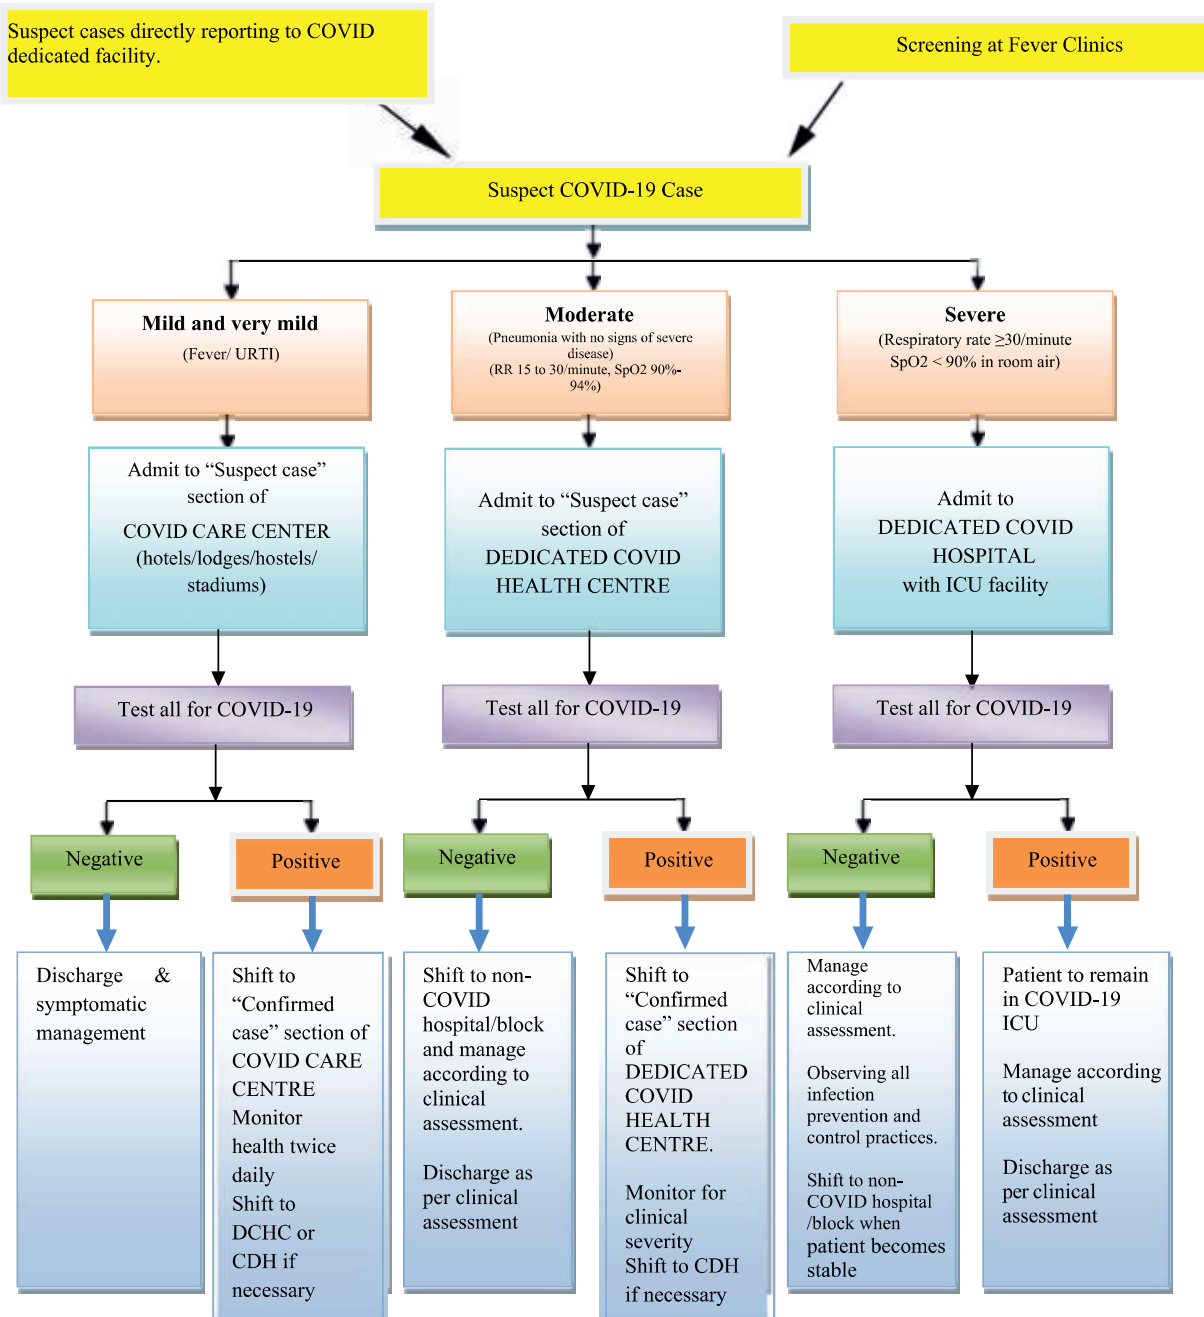 Suspect cases directly reporting to COVID
dedicated facility.
Screening at Fever Clinics
Suspect COVID-19 Case
Mild and very mild
(Fever/ URTI)
Moderate
(Pneumonia with no signs of severe
disease)
(RR 15 to 30/minute, SpO2 90%-
94%)
Severe
(Respiratory rate ≥30/minute
SpO2 < 90% in room air)
Admit to “Suspect case”
section of
COVID CARE CENTER
(hotels/lodges/hostels/
stadiums)
Admit to “Suspect case”
section of
DEDICATED COVID
HEALTH CENTRE
Admit to
DEDICATED COVID
HOSPITAL
with ICU facility
Test all for COVID-19
Test all for COVID-19
Test all for COVID-19
Negative
Positive
Negative
Positive
Negative
Positive
Discharge &
symptomatic
management
Shift to
“Confirmed
case” section of
COVID CARE
CENTRE
Monitor
health twice
daily
Shift to
DCHC or
CDH if
necessary
Shift to non-
COVID
hospital/block
and manage
according to
clinical
assessment.
Discharge as
per clinical
assessment
Shift to
“Confirmed
case” section
of
DEDICATED
COVID
HEALTH
CENTRE.
Monitor for
clinical
severity
Shift to CDH
if necessary
Manage
according to
clinical
assessment.
Observing all
infection
prevention and
control practices.
Shift to non-
COVID hospital
/block when
patient becomes
stable
Patient to remain
in COVID-19
ICU
Manage according
to clinical
assessment
Discharge as
per clinical
assessment